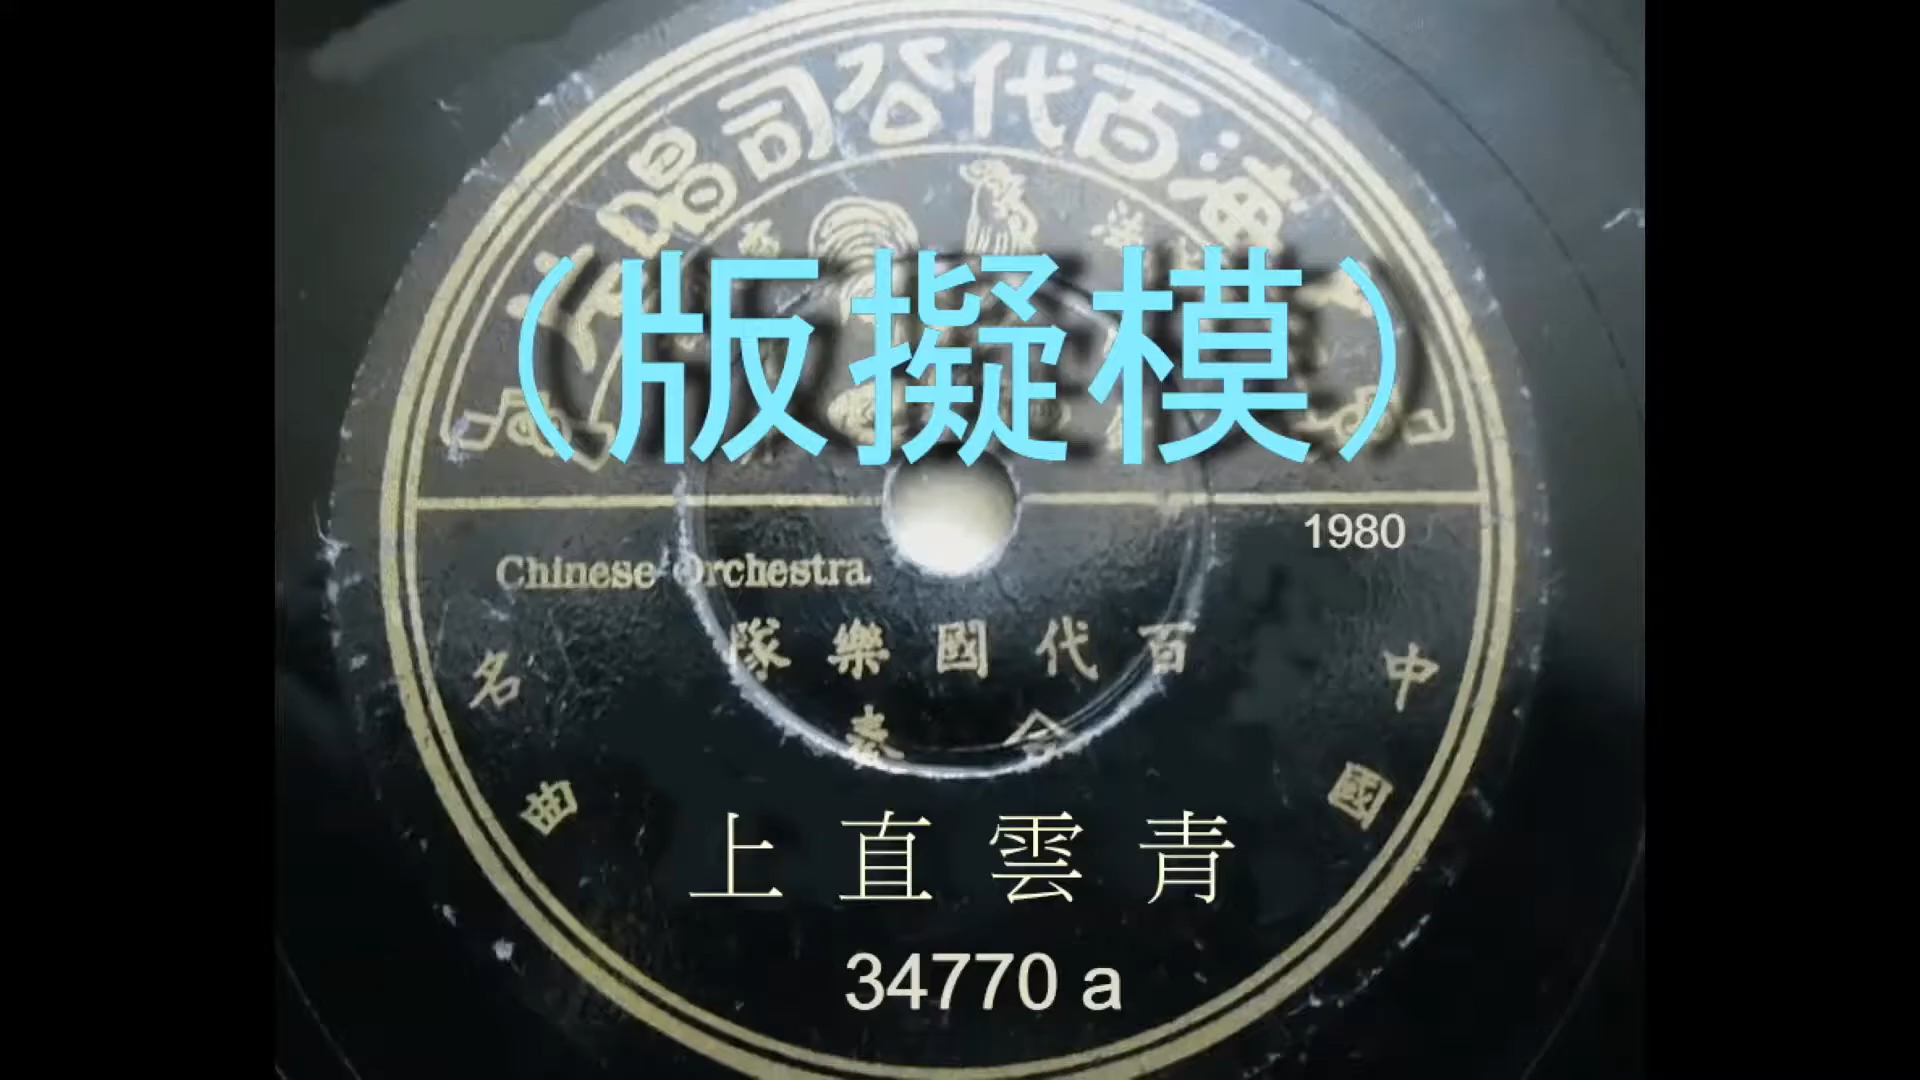 海百代公司唱片
（模擬版）
1980
Chinese Orchestra
百代國樂隊
合奏
中國名曲
青雲直上
34770 a